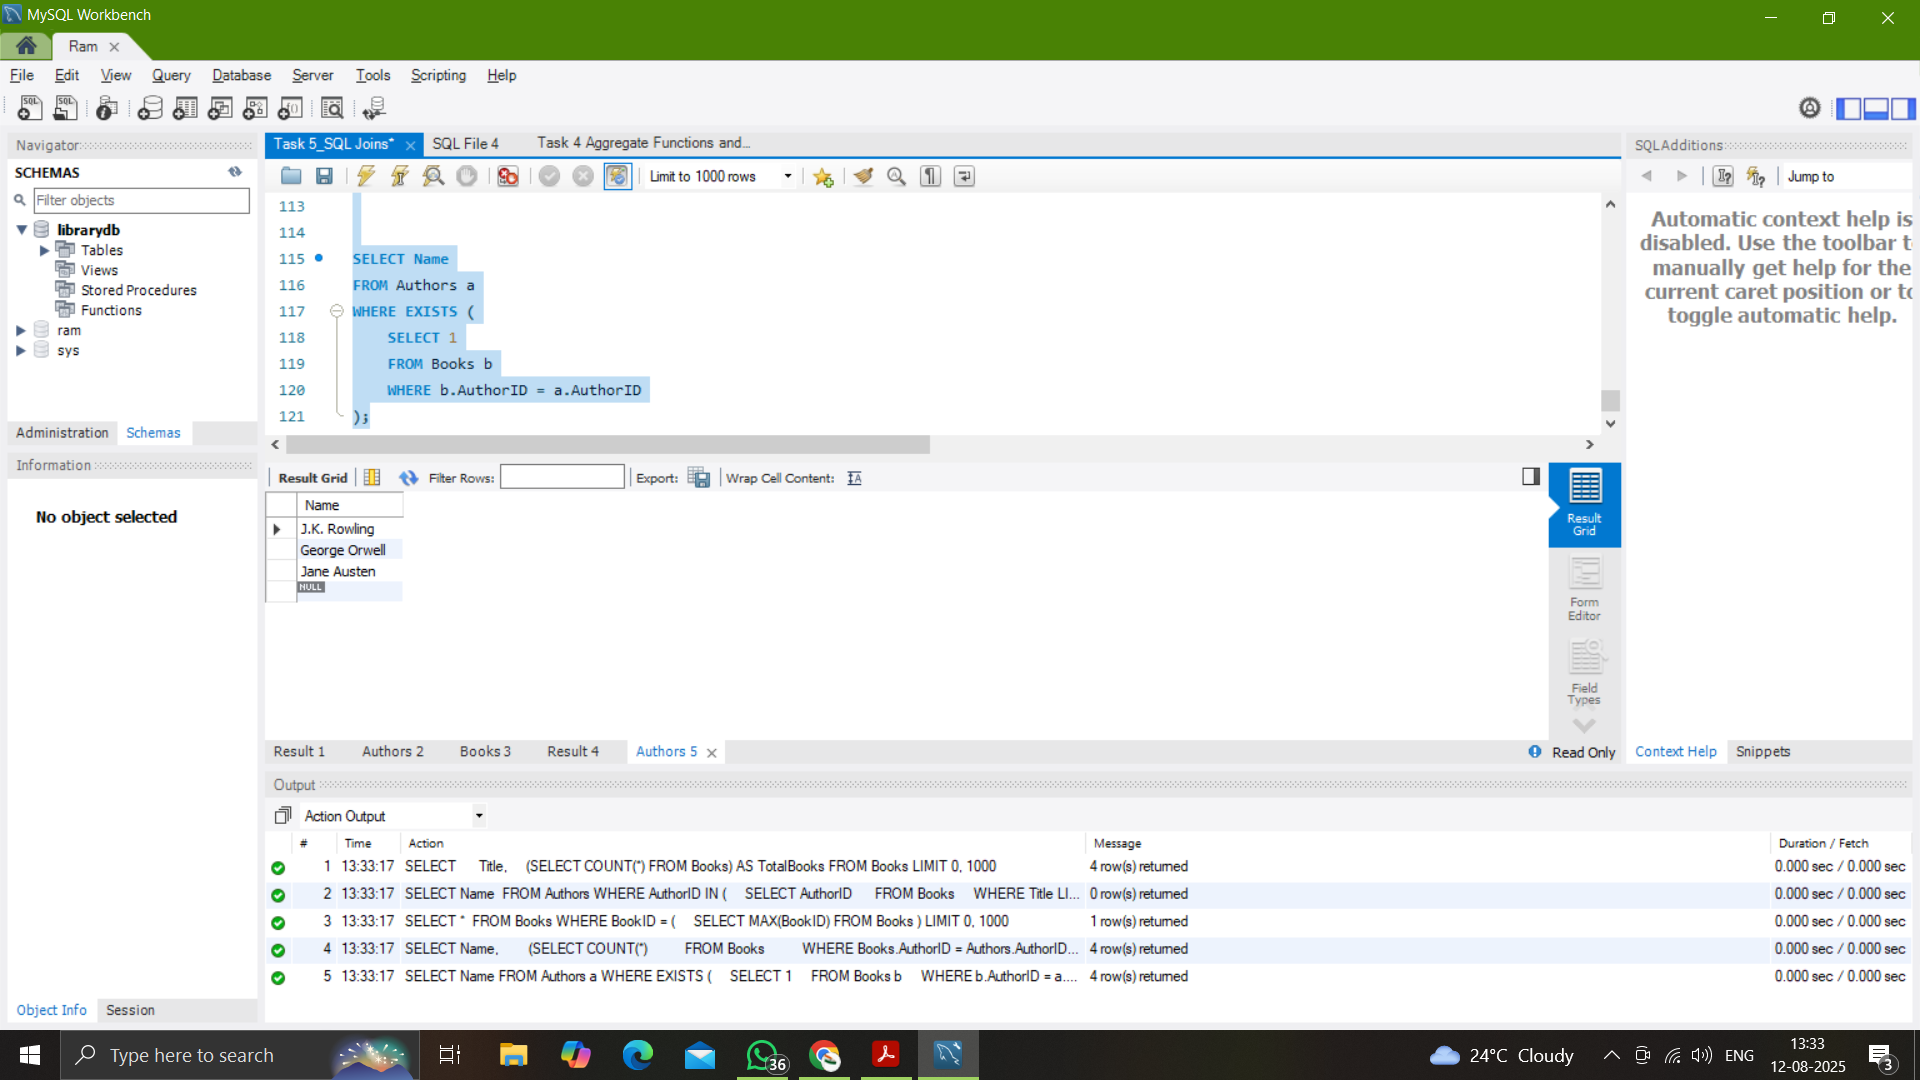 MySQL Workbench
Ram
File Edit View Query Database Server Tools Scripting Help
Navigator
SCHEMAS
Filter objects
librarydb
Tables
Views
Stored Procedures
Functions
ram
sys
Administration Schemas
Information
No object selected
Object Info Session
Task 5_SQL Joins* SQL File 4 Task 4 Aggregate Functions and...
Limit to 1000 rows
113
114
115 SELECT Name
116 FROM Authors a
117 WHERE EXISTS (
118 SELECT 1
119 FROM Books b
120 WHERE b.AuthorID = a.AuthorID
121 );
Result Grid Filter Rows: Export: Wrap Cell Content:
Name
J.K. Rowling
George Orwell
Jane Austen
NULL
Result Grid
Form Editor
Field Types
Result 1 Authors 2 Books 3 Result 4 Authors 5 Read Only
SQLAdditions
Jump to
Automatic context help is
disabled. Use the toolbar t
manually get help for the
current caret position or to
toggle automatic help.
Context Help Snippets
Output
Action Output
# Time Action Message Duration / Fetch
1 13:33:17 SELECT Title, (SELECT COUNT(*) FROM Books) AS TotalBooks FROM Books LIMIT 0, 1000 4 row(s) returned 0.000 sec / 0.000 sec
2 13:33:17 SELECT Name FROM Authors WHERE AuthorID IN ( SELECT AuthorID FROM Books WHERE Title LI... 0 row(s) returned 0.000 sec / 0.000 sec
3 13:33:17 SELECT * FROM Books WHERE BookID = ( SELECT MAX(BookID) FROM Books ) LIMIT 0, 1000 1 row(s) returned 0.000 sec / 0.000 sec
4 13:33:17 SELECT Name, (SELECT COUNT(*) FROM Books WHERE Books.AuthorID = Authors.AuthorID... 4 row(s) returned 0.000 sec / 0.000 sec
5 13:33:17 SELECT Name FROM Authors a WHERE EXISTS ( SELECT 1 FROM Books b WHERE b.AuthorID = a.... 4 row(s) returned 0.000 sec / 0.000 sec
Type here to search
36
24°C Cloudy
ENG
13:33
12-08-2025
3